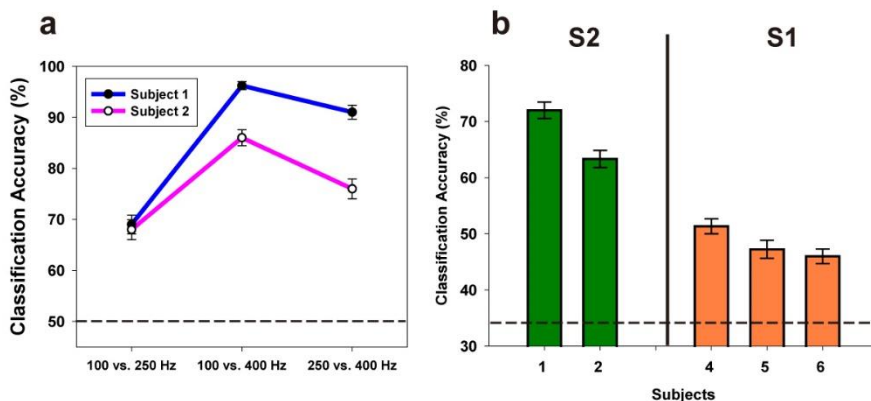 a
Classification Accuracy (%)
100
90
80
70
60
50
Subject 1
Subject 2
100 vs. 250 Hz
100 vs. 400 Hz
250 vs. 400 Hz
b
S2
S1
Classification Accuracy (%)
80
70
60
50
40
30
1
2
4
5
6
Subjects